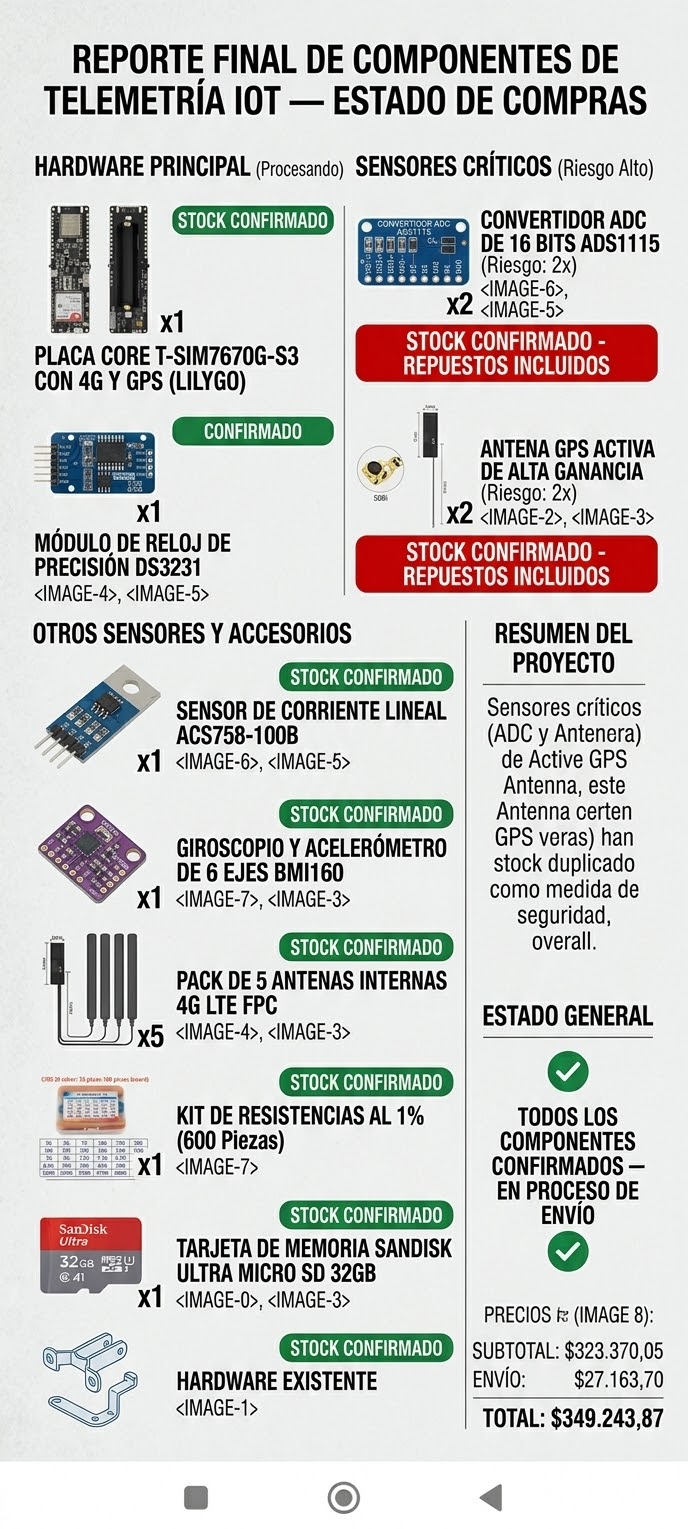 REPORTE FINAL DE COMPONENTES DE
TELEMETRÍA IOT — ESTADO DE COMPRAS
HARDWARE PRINCIPAL (Procesando)
STOCK CONFIRMADO
x1
PLACA CORE T-SIM7670G-S3
CON 4G Y GPS (LILYGO)
CONFIRMADO
x1
MÓDULO DE RELOJ DE
PRECISIÓN DS3231
<IMAGE-4>, <IMAGE-5>
SENSORES CRÍTICOS (Riesgo Alto)
CONVERTIDOR ADC
DE 16 BITS ADS1115
(Riesgo: 2x)
<IMAGE-6>,
<IMAGE-5>
x2
STOCK CONFIRMADO -
REPUESTOS INCLUIDOS
ANTENA GPS ACTIVA
DE ALTA GANANCIA
(Riesgo: 2x)
x2 <IMAGE-2>, <IMAGE-3>
STOCK CONFIRMADO -
REPUESTOS INCLUIDOS
OTROS SENSORES Y ACCESORIOS
STOCK CONFIRMADO
SENSOR DE CORRIENTE LINEAL
ACS758-100B
x1 <IMAGE-6>, <IMAGE-5>
STOCK CONFIRMADO
GIROSCOPIO Y ACELERÓMETRO
DE 6 EJES BMI160
x1 <IMAGE-7>, <IMAGE-3>
STOCK CONFIRMADO
PACK DE 5 ANTENAS INTERNAS
4G LTE FPC
x5 <IMAGE-4>, <IMAGE-3>
STOCK CONFIRMADO
KIT DE RESISTENCIAS AL 1%
(600 Piezas)
x1 <IMAGE-7>
STOCK CONFIRMADO
SanDisk
Ultra
32GB
A1
TARJETA DE MEMORIA SANDISK
ULTRA MICRO SD 32GB
x1 <IMAGE-0>, <IMAGE-3>
STOCK CONFIRMADO
HARDWARE EXISTENTE
<IMAGE-1>
RESUMEN DEL
PROYECTO
Sensores críticos
(ADC y Antenera)
de Active GPS
Antenna, este
Antenna certen
GPS veras) han
stock duplicado
como medida de
seguridad,
overall.
ESTADO GENERAL
TODOS LOS
COMPONENTES
CONFIRMADOS —
EN PROCESO DE
ENVÍO
PRECIOS (IMAGE 8):
SUBTOTAL: $323.370,05
ENVÍO: $27.163,70
TOTAL: $349.243,87